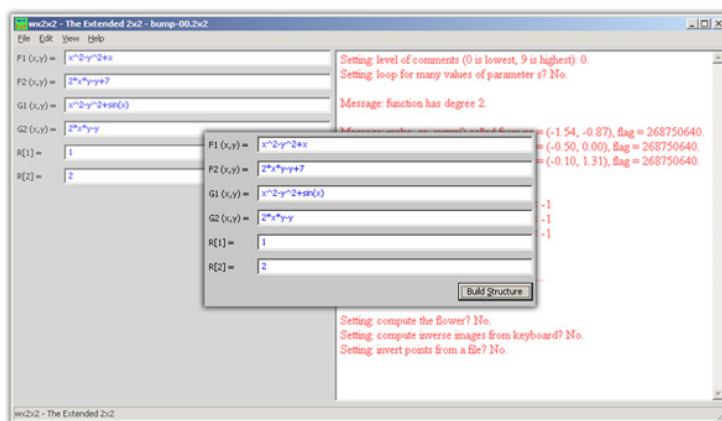 wx2x2 - The Extended 2x2 - bump-00.2x2
File Edit View Help
F1 (x,y) = x^2-y^2+x
F2 (x,y) = 2*x*y-y+7
G1 (x,y) = x^2-y^2+sin(x)
G2 (x,y) = 2*x*y-y
R[1] = 1
R[2] = 2
Setting: level of comments (0 is lowest, 9 is highest): 0.
Setting: loop for many values of parameter s? No.
Message: function has degree 2.
= (-1.54, -0.87), flag = 268750640.
= (-0.50, 0.00), flag = 268750640.
= (-0.10, 1.31), flag = 268750640.
-1
-1
-1
F1 (x,y) = x^2-y^2+x
F2 (x,y) = 2*x*y-y+7
G1 (x,y) = x^2-y^2+sin(x)
G2 (x,y) = 2*x*y-y
R[1] = 1
R[2] = 2
Build Structure
Setting: compute the flower? No.
Setting: compute inverse images from keyboard? No.
Setting: invert points from a file? No.
wx2x2 - The Extended 2x2